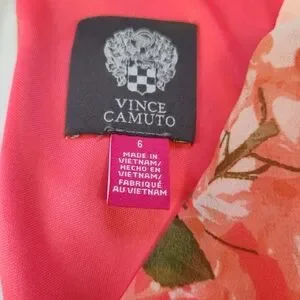 VINCE
CAMUTO
6
MADE IN
VIETNAM/
HECHO EN
VIETNAM/
FABRIQUÉ
AU VIETNAM